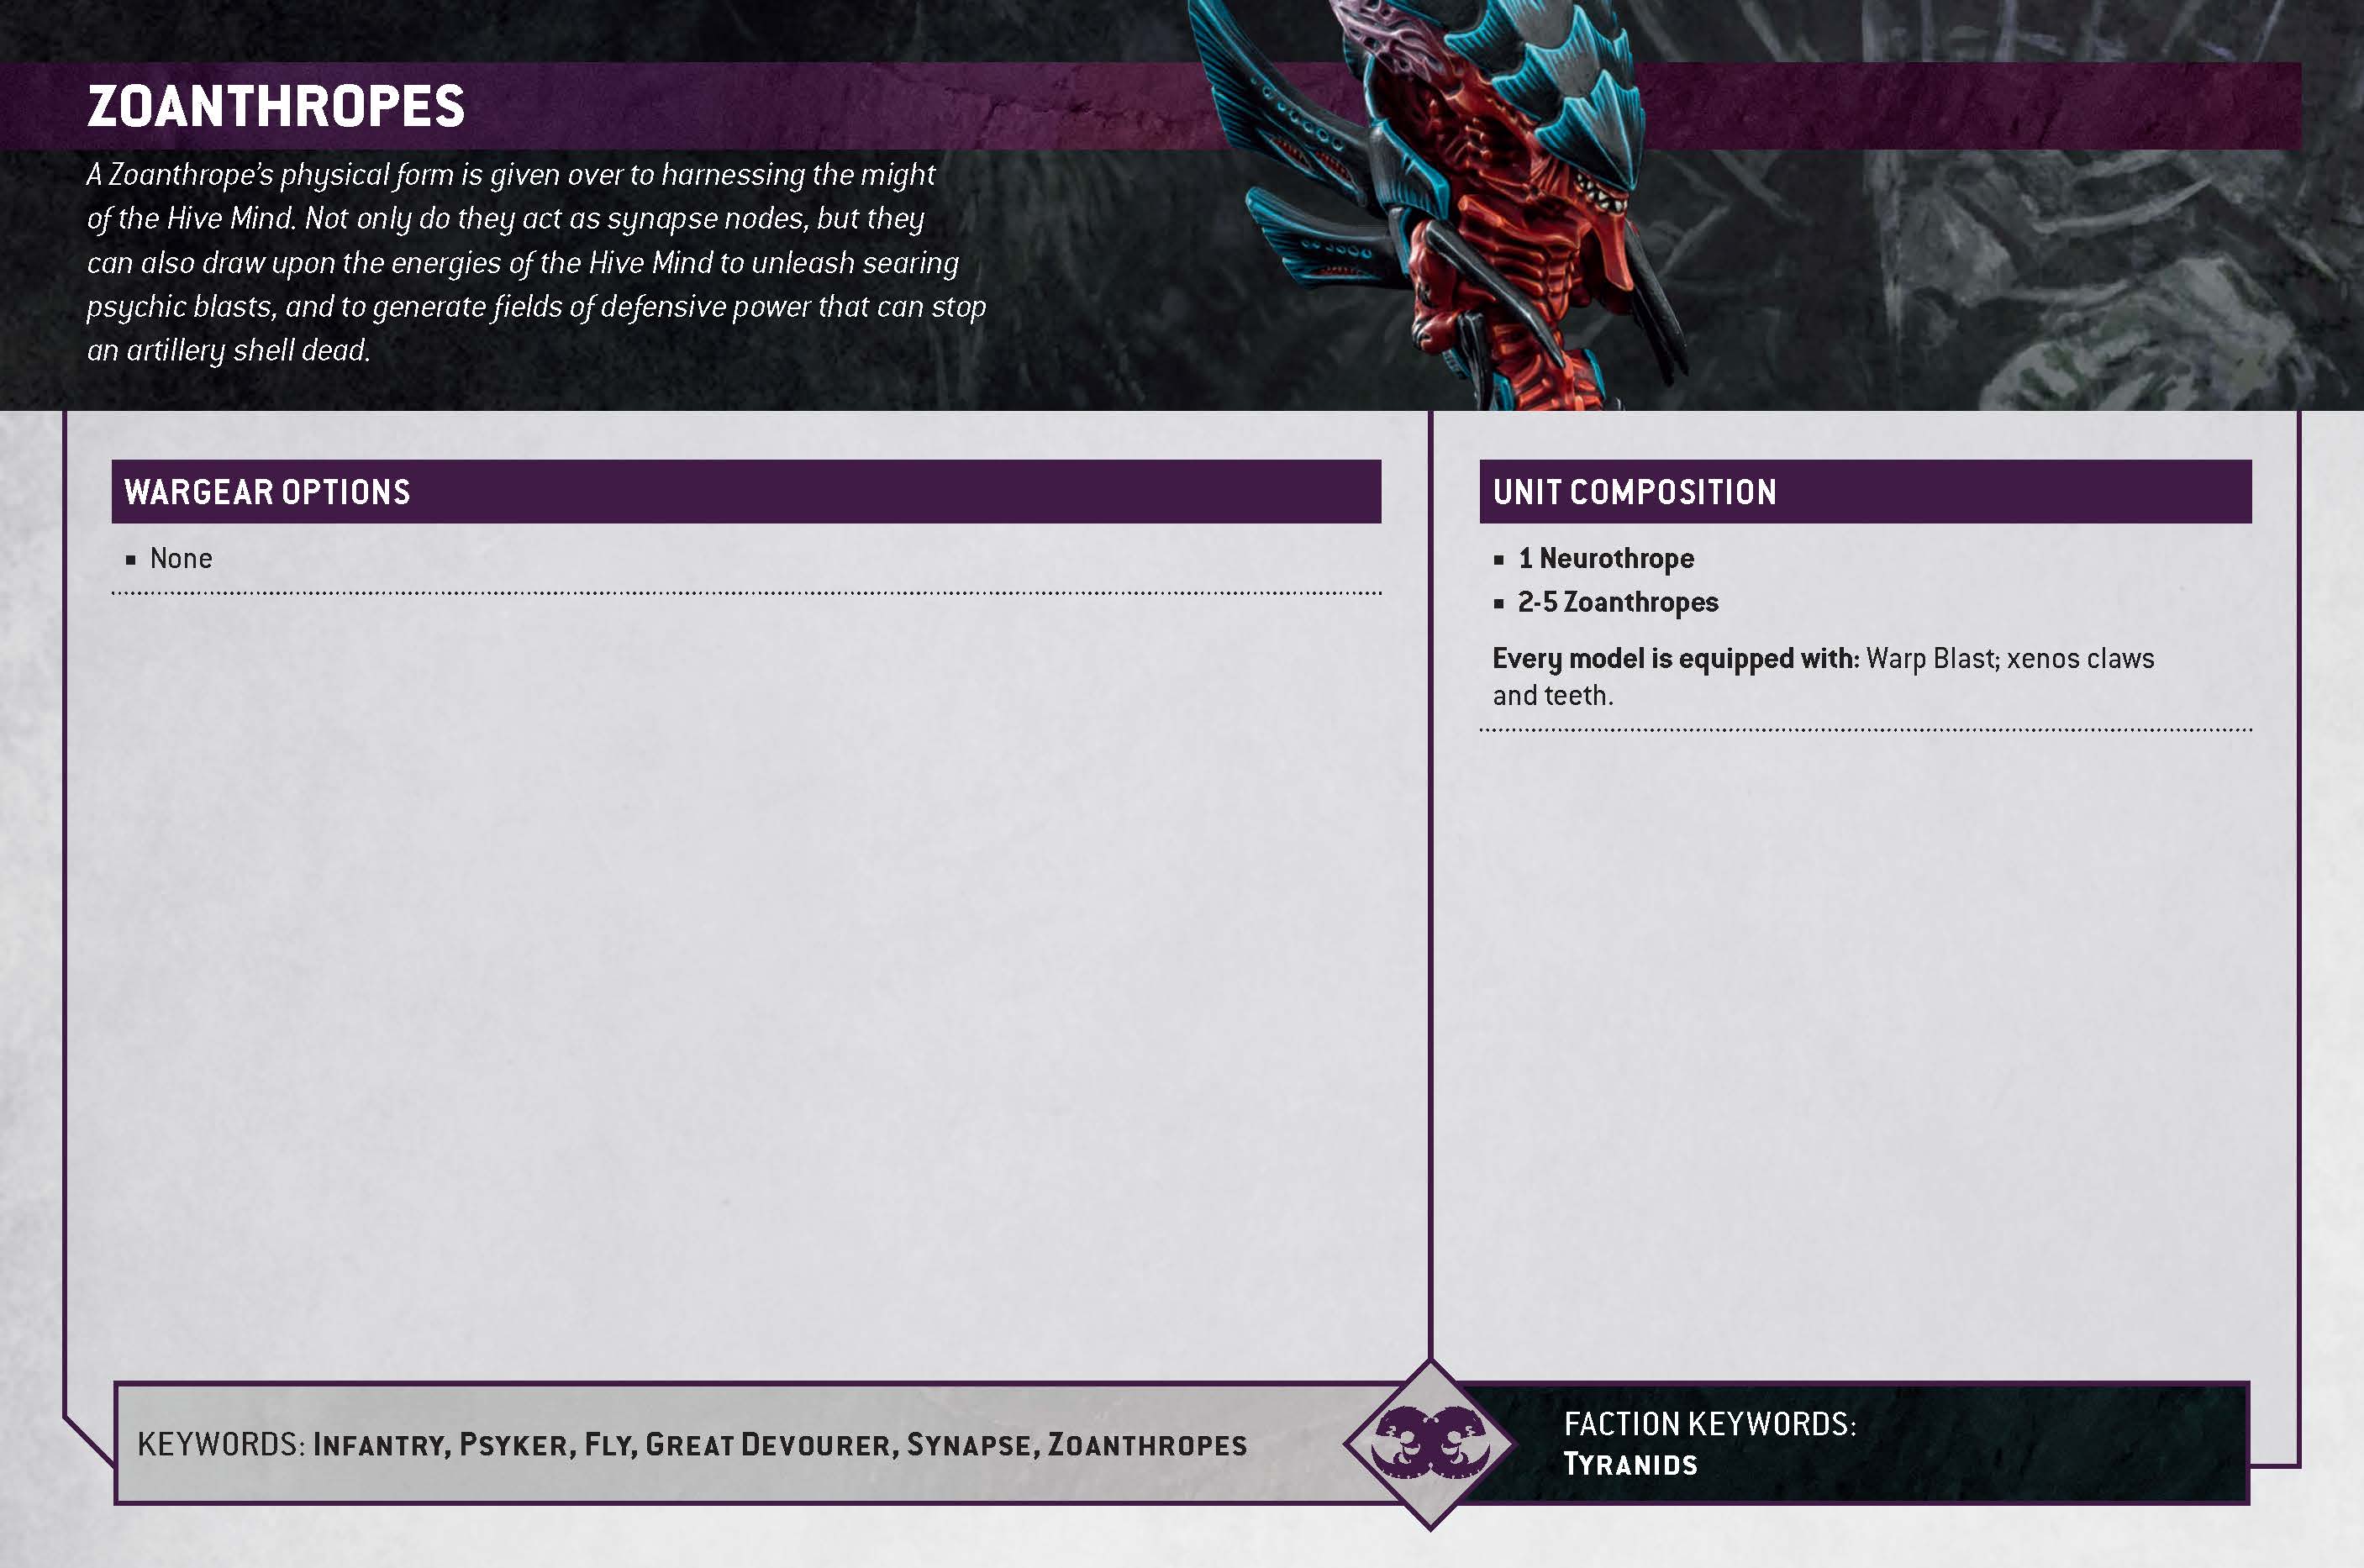 ZOANTHROPES
A Zoanthrope's physical form is given over to harnessing the might
of the Hive Mind. Not only do they act as synapse nodes, but they
can also draw upon the energies of the Hive Mind to unleash searing
psychic blasts, and to generate fields of defensive power that can stop
an artillery shell dead.
WARGEAR OPTIONS
▪ None
UNIT COMPOSITION
▪ 1 Neurothrope
▪ 2-5 Zoanthropes
Every model is equipped with: Warp Blast; xenos claws
and teeth.
KEYWORDS: INFANTRY, PSYKER, FLY, GREAT DEVOURER, SYNAPSE, ZOANTHROPES
FACTION KEYWORDS:
TYRANIDS